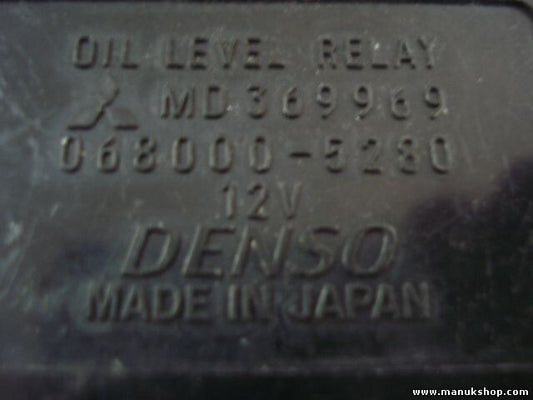 OIL LEVEL RELAY
MD369969
068000-5280
12V
DENSO
MADE IN JAPAN
www.manukshop.com